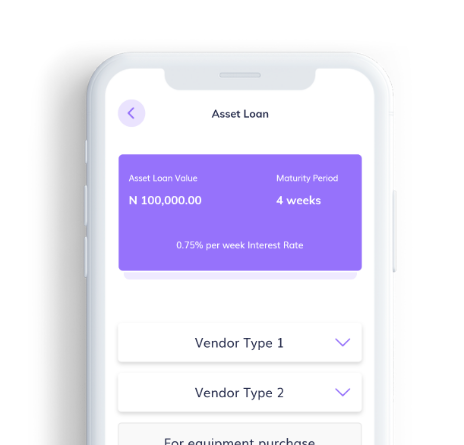 Asset Loan
Asset Loan Value
Maturity Period
N 100,000.00
4 weeks
0.75% per week Interest Rate
Vendor Type 1
Vendor Type 2
For equipment purchase